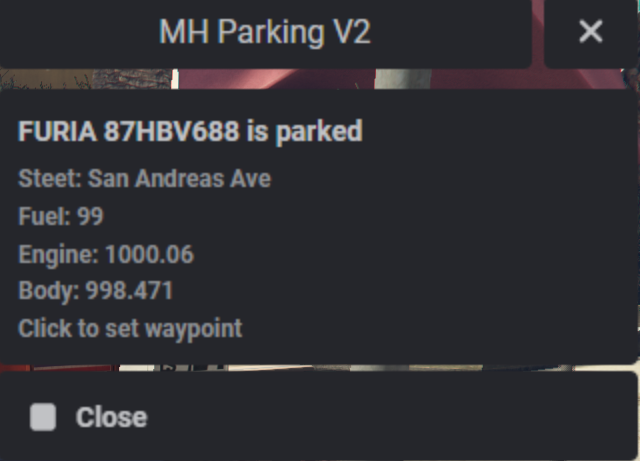 MH Parking V2
FURIA 87HBV688 is parked
Steet: San Andreas Ave
Fuel: 99
Engine: 1000.06
Body: 998.471
Click to set waypoint
Close